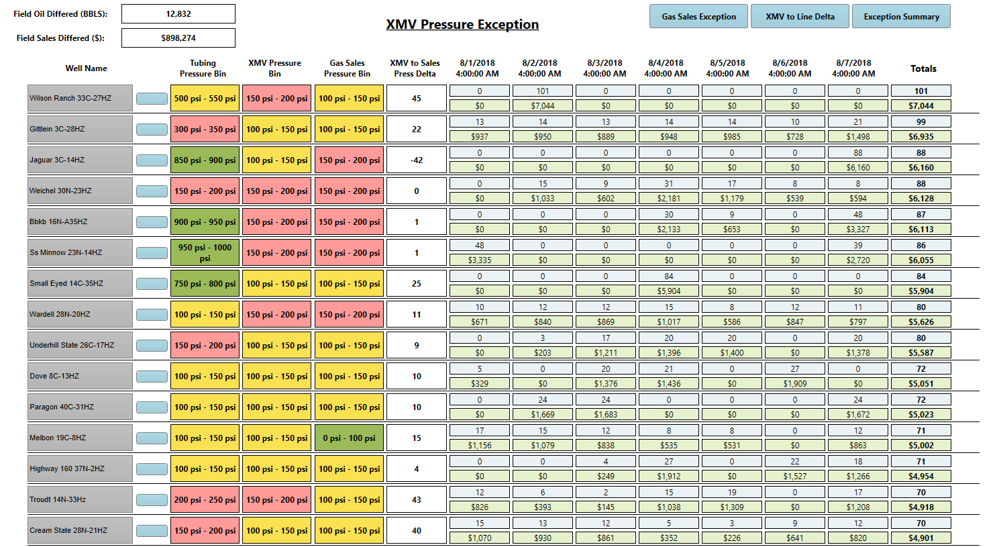 Field Oil Differed (BBLS): 12,832
Field Sales Differed ($): $898,274
XMV Pressure Exception
Gas Sales Exception XMV to Line Delta Exception Summary
Well Name
Tubing Pressure Bin
XMV Pressure Bin
Gas Sales Pressure Bin
XMV to Sales Press Delta
8/1/2018 4:00:00 AM
8/2/2018 4:00:00 AM
8/3/2018 4:00:00 AM
8/4/2018 4:00:00 AM
8/5/2018 4:00:00 AM
8/6/2018 4:00:00 AM
8/7/2018 4:00:00 AM
Totals
Wilson Ranch 33C-27HZ 500 psi - 550 psi 150 psi - 200 psi 100 psi - 150 psi 45
0 101 0 0 0 0 0 101
$0 $7,044 $0 $0 $0 $0 $0 $7,044
Gittlein 3C-28HZ 300 psi - 350 psi 100 psi - 150 psi 100 psi - 150 psi 22
13 14 13 14 14 10 21 99
$937 $950 $889 $948 $985 $728 $1,498 $6,935
Jaguar 3C-14HZ 850 psi - 900 psi 100 psi - 150 psi 150 psi - 200 psi -42
0 0 0 0 0 0 88 88
$0 $0 $0 $0 $0 $0 $6,160 $6,160
Weichel 30N-23HZ 150 psi - 200 psi 150 psi - 200 psi 150 psi - 200 psi 0
0 15 9 31 17 8 8 88
$0 $1,033 $602 $2,181 $1,179 $539 $594 $6,128
Bbkb 16N-A35HZ 900 psi - 950 psi 150 psi - 200 psi 150 psi - 200 psi 1
0 0 0 30 9 0 48 87
$0 $0 $0 $2,133 $653 $0 $3,327 $6,113
Ss Minnow 23N-14HZ 950 psi - 1000 psi 150 psi - 200 psi 150 psi - 200 psi 1
48 0 0 0 0 0 39 86
$3,335 $0 $0 $0 $0 $0 $2,720 $6,055
Small Eyed 14C-35HZ 750 psi - 800 psi 100 psi - 150 psi 100 psi - 150 psi 25
0 0 0 84 0 0 0 84
$0 $0 $0 $5,904 $0 $0 $0 $5,904
Wardell 28N-20HZ 100 psi - 150 psi 150 psi - 200 psi 150 psi - 200 psi 11
10 12 12 15 8 12 11 80
$671 $840 $869 $1,017 $586 $847 $797 $5,626
Underhill State 26C-17HZ 150 psi - 200 psi 100 psi - 150 psi 100 psi - 150 psi 9
0 3 17 20 20 0 20 80
$0 $203 $1,211 $1,396 $1,400 $0 $1,378 $5,587
Dove 8C-13HZ 100 psi - 150 psi 100 psi - 150 psi 100 psi - 150 psi 10
5 0 20 21 0 27 0 72
$329 $0 $1,376 $1,436 $0 $1,909 $0 $5,051
Paragon 40C-31HZ 100 psi - 150 psi 100 psi - 150 psi 100 psi - 150 psi 10
0 24 24 0 0 0 24 72
$0 $1,669 $1,683 $0 $0 $0 $1,672 $5,023
Melbon 19C-8HZ 100 psi - 150 psi 100 psi - 150 psi 0 psi - 100 psi 15
17 15 12 8 8 0 12 71
$1,156 $1,079 $838 $535 $531 $0 $863 $5,002
Highway 160 37N-2HZ 100 psi - 150 psi 100 psi - 150 psi 100 psi - 150 psi 4
0 0 4 27 0 22 18 71
$0 $0 $249 $1,912 $0 $1,527 $1,266 $4,954
Troudt 14N-33Hz 200 psi - 250 psi 150 psi - 200 psi 100 psi - 150 psi 43
12 6 2 15 19 0 17 70
$826 $393 $145 $1,038 $1,309 $0 $1,208 $4,918
Cream State 28N-21HZ 150 psi - 200 psi 100 psi - 150 psi 100 psi - 150 psi 40
15 13 12 5 3 9 12 70
$1,070 $930 $861 $352 $226 $641 $820 $4,901